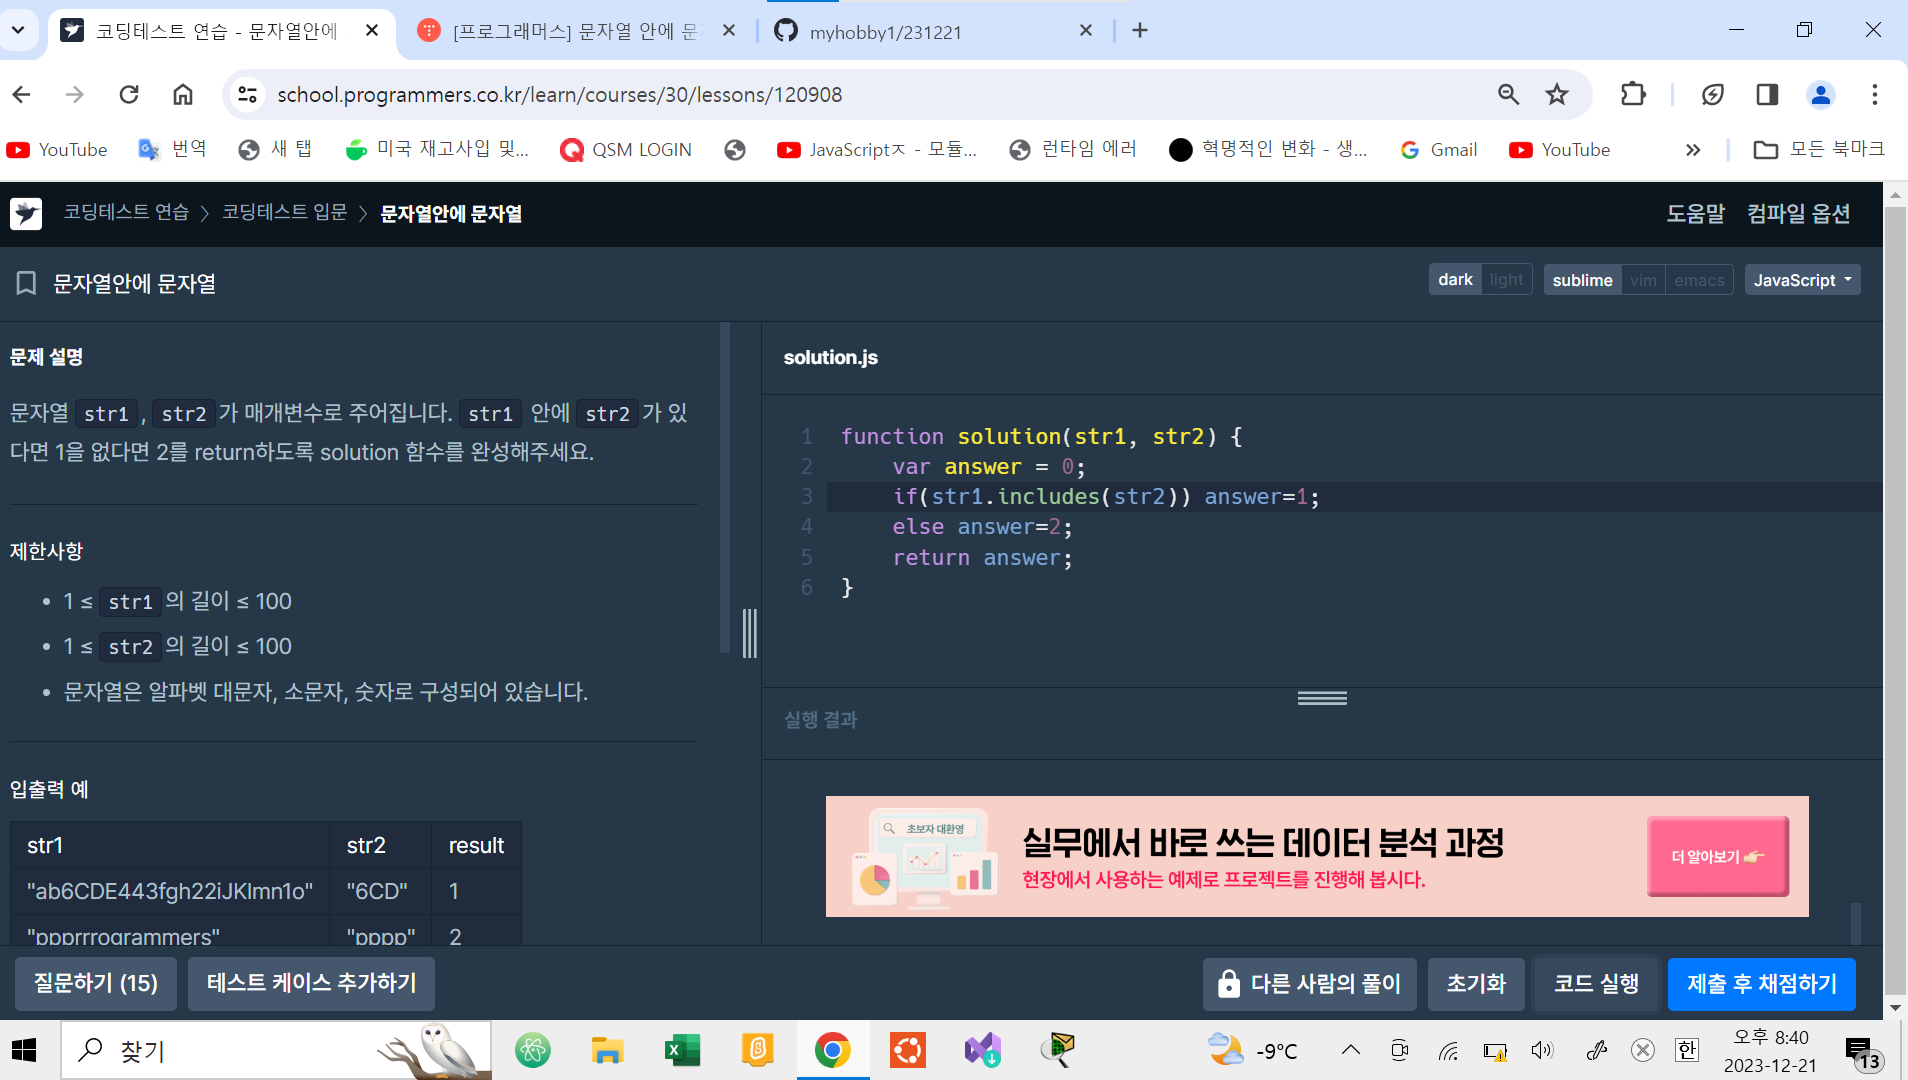 코딩테스트 연습 - 문자열안에
[프로그래머스] 문자열 안에 문
myhobby1/231221
school.programmers.co.kr/learn/courses/30/lessons/120908
YouTube
번역
새 탭
미국 재고사입 및...
QSM LOGIN
JavaScriptㅈ - 모듈...
런타임 에러
혁명적인 변화 - 생...
Gmail
YouTube
모든 북마크
코딩테스트 연습 > 코딩테스트 입문 > 문자열안에 문자열
도움말 컴파일 옵션
문자열안에 문자열
dark light sublime vim emacs JavaScript
문제 설명
문자열 str1, str2가 매개변수로 주어집니다. str1 안에 str2가 있
다면 1을 없다면 2를 return하도록 solution 함수를 완성해주세요.
제한사항
• 1 ≤ str1의 길이 ≤ 100
• 1 ≤ str2의 길이 ≤ 100
• 문자열은 알파벳 대문자, 소문자, 숫자로 구성되어 있습니다.
입출력 예
str1 str2 result
"ab6CDE443fgh22iJKlmn1o" "6CD" 1
"ppprrrogrammers" "pppp" 2
solution.js
1 function solution(str1, str2) {
2     var answer = 0;
3     if(str1.includes(str2)) answer=1;
4     else answer=2;
5     return answer;
6 }
실행 결과
초보자 대환영
실무에서 바로 쓰는 데이터 분석 과정
현장에서 사용하는 예제로 프로젝트를 진행해 봅시다.
더 알아보기 👉
질문하기 (15) 테스트 케이스 추가하기
다른 사람의 풀이 초기화 코드 실행 제출 후 채점하기
찾기
-9°C
한
오후 8:40
2023-12-21
13